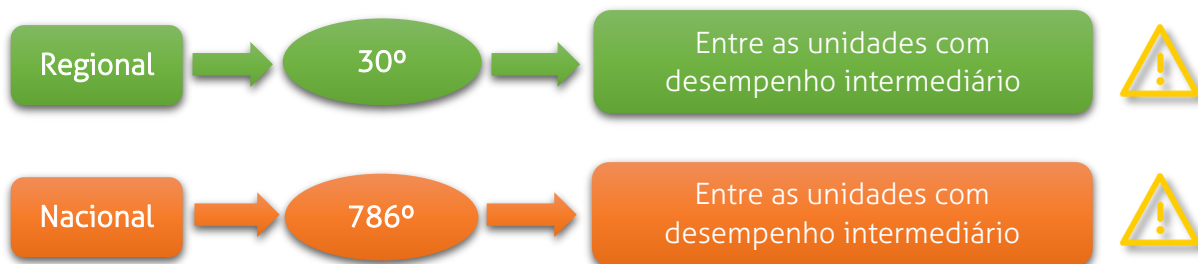 Regional
30º
Entre as unidades com
desempenho intermediário
Nacional
786º
Entre as unidades com
desempenho intermediário